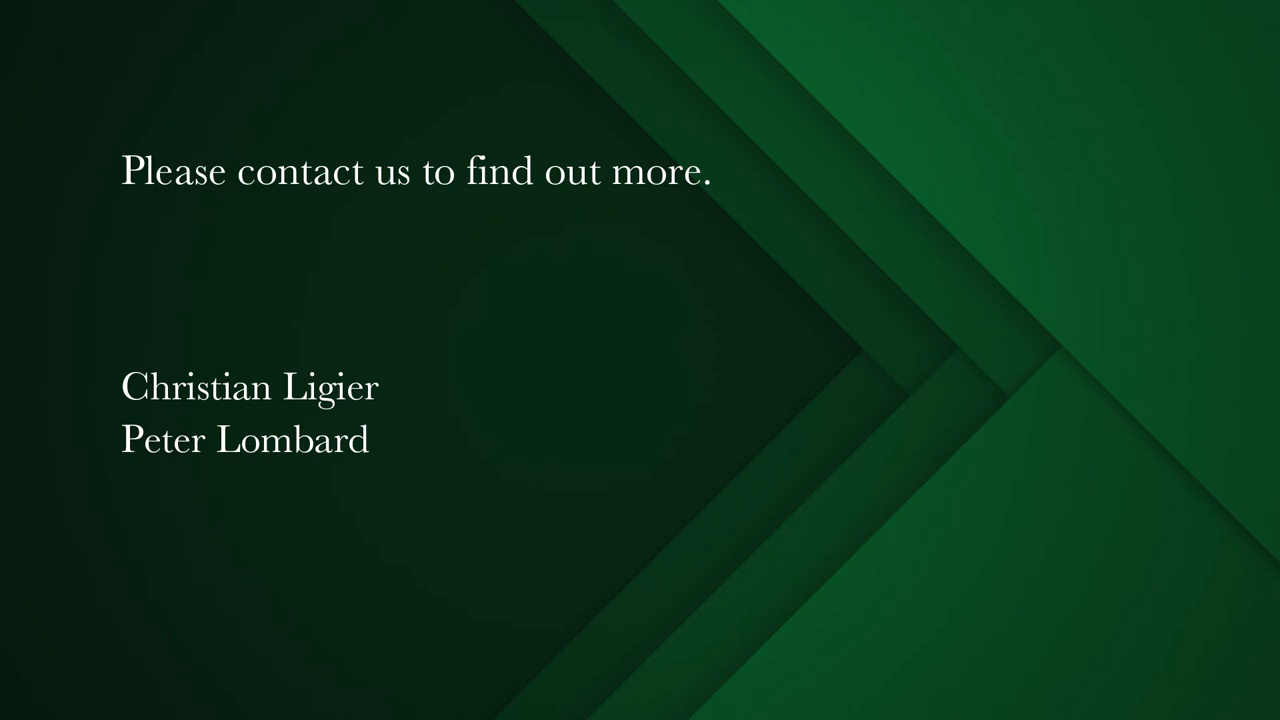 Please contact us to find out more.
Christian Ligier
Peter Lombard